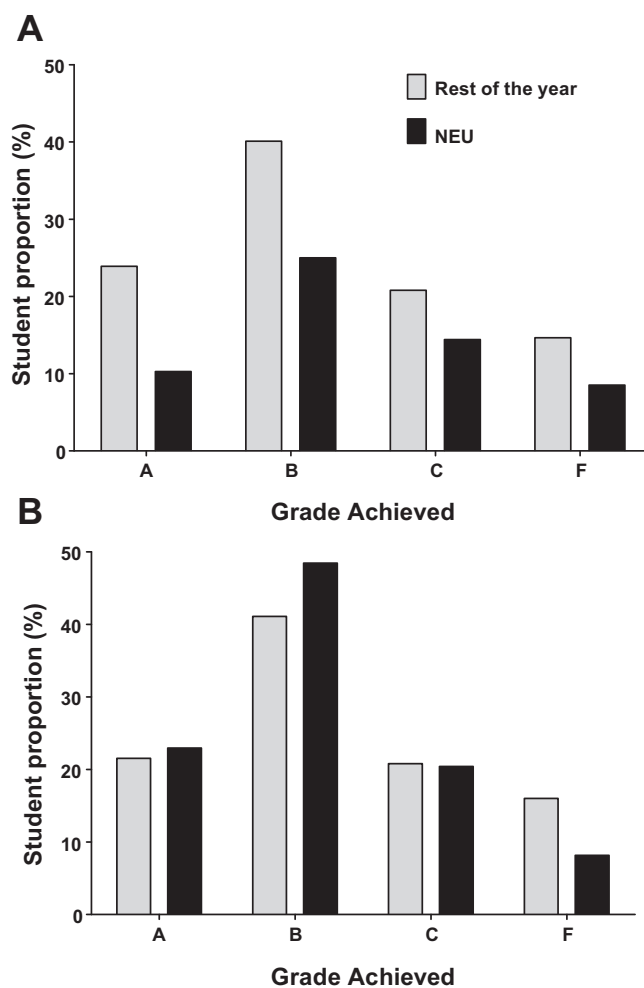 A
50
40
30
20
10
0
Student proportion (%)
Rest of the year
NEU
A B C F
Grade Achieved
B
50
40
30
20
10
0
Student proportion (%)
A B C F
Grade Achieved